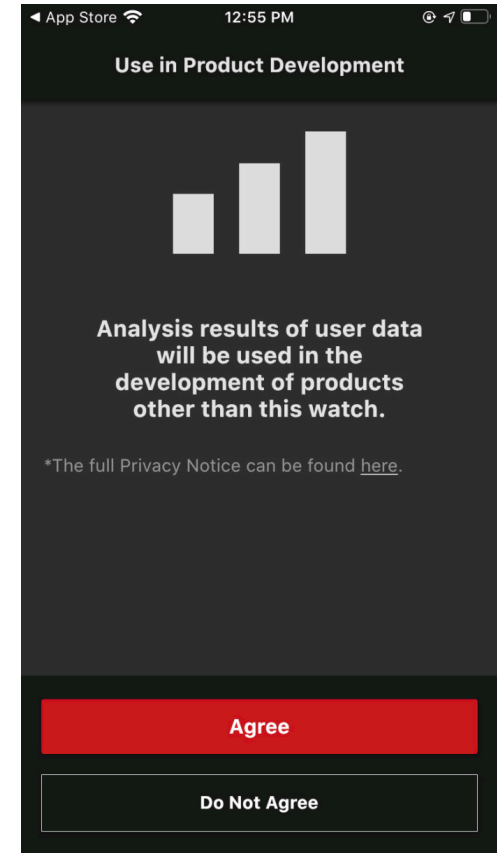 App Store 12:55 PM
Use in Product Development
Analysis results of user data
will be used in the
development of products
other than this watch.
*The full Privacy Notice can be found here.
Agree
Do Not Agree